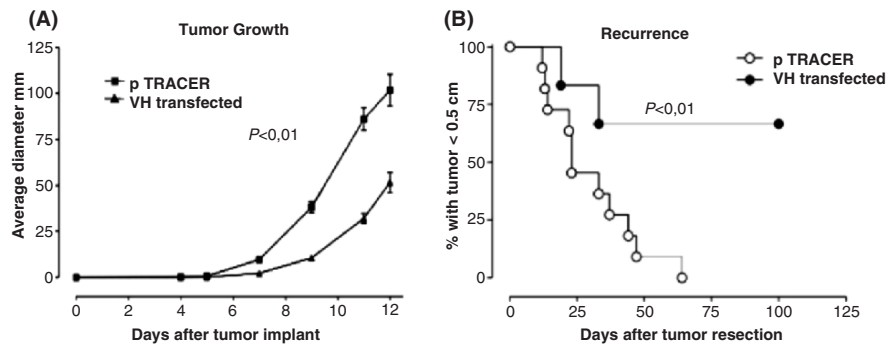 (A)
Tumor Growth
125
100
75
50
25
0
Average diameter mm
p TRACER
VH transfected
P<0,01
0 2 4 6 8 10 12
Days after tumor implant
(B)
Recurrence
100
75
50
25
0
% with tumor < 0.5 cm
p TRACER
VH transfected
P<0,01
0 25 50 75 100 125
Days after tumor resection